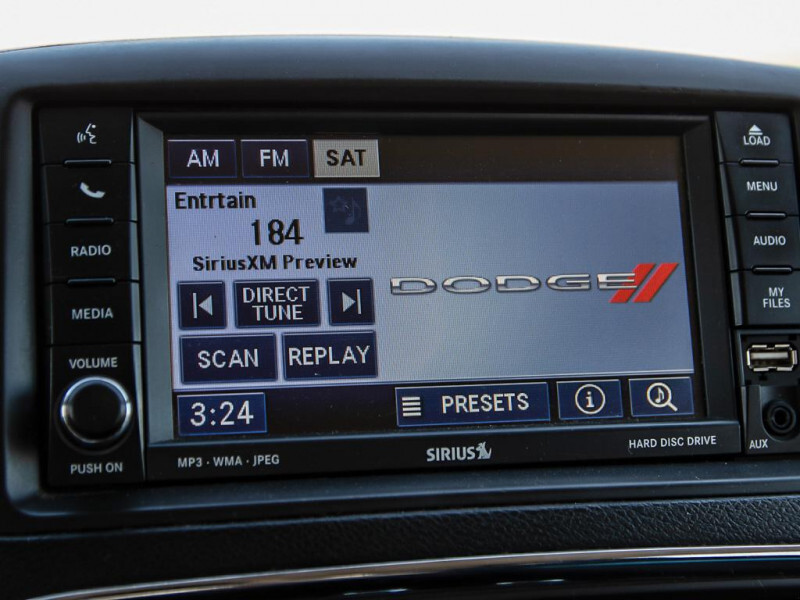 AM FM SAT
Entrtain
184
SiriusXM Preview
DIRECT
TUNE
SCAN REPLAY
3:24 PRESETS
DODGE
RADIO
MEDIA
VOLUME
PUSH ON
LOAD
MENU
AUDIO
MY
FILES
AUX
MP3 · WMA · JPEG
SIRIUS
HARD DISC DRIVE